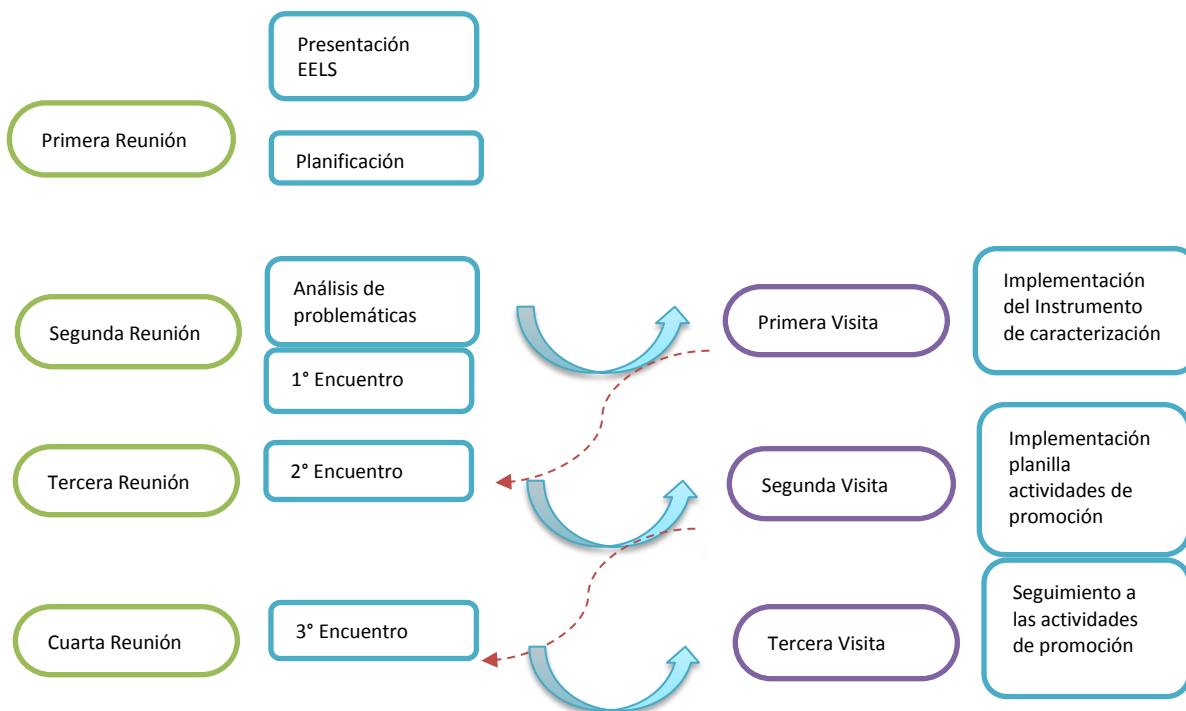 Presentación
EELS
Primera Reunión
Planificación
Análisis de
problemáticas
Segunda Reunión
1° Encuentro
Primera Visita
Implementación
del Instrumento
de caracterización
Tercera Reunión
2° Encuentro
Segunda Visita
Implementación
planilla
actividades de
promoción
Cuarta Reunión
3° Encuentro
Tercera Visita
Seguimiento a
las actividades
de promoción